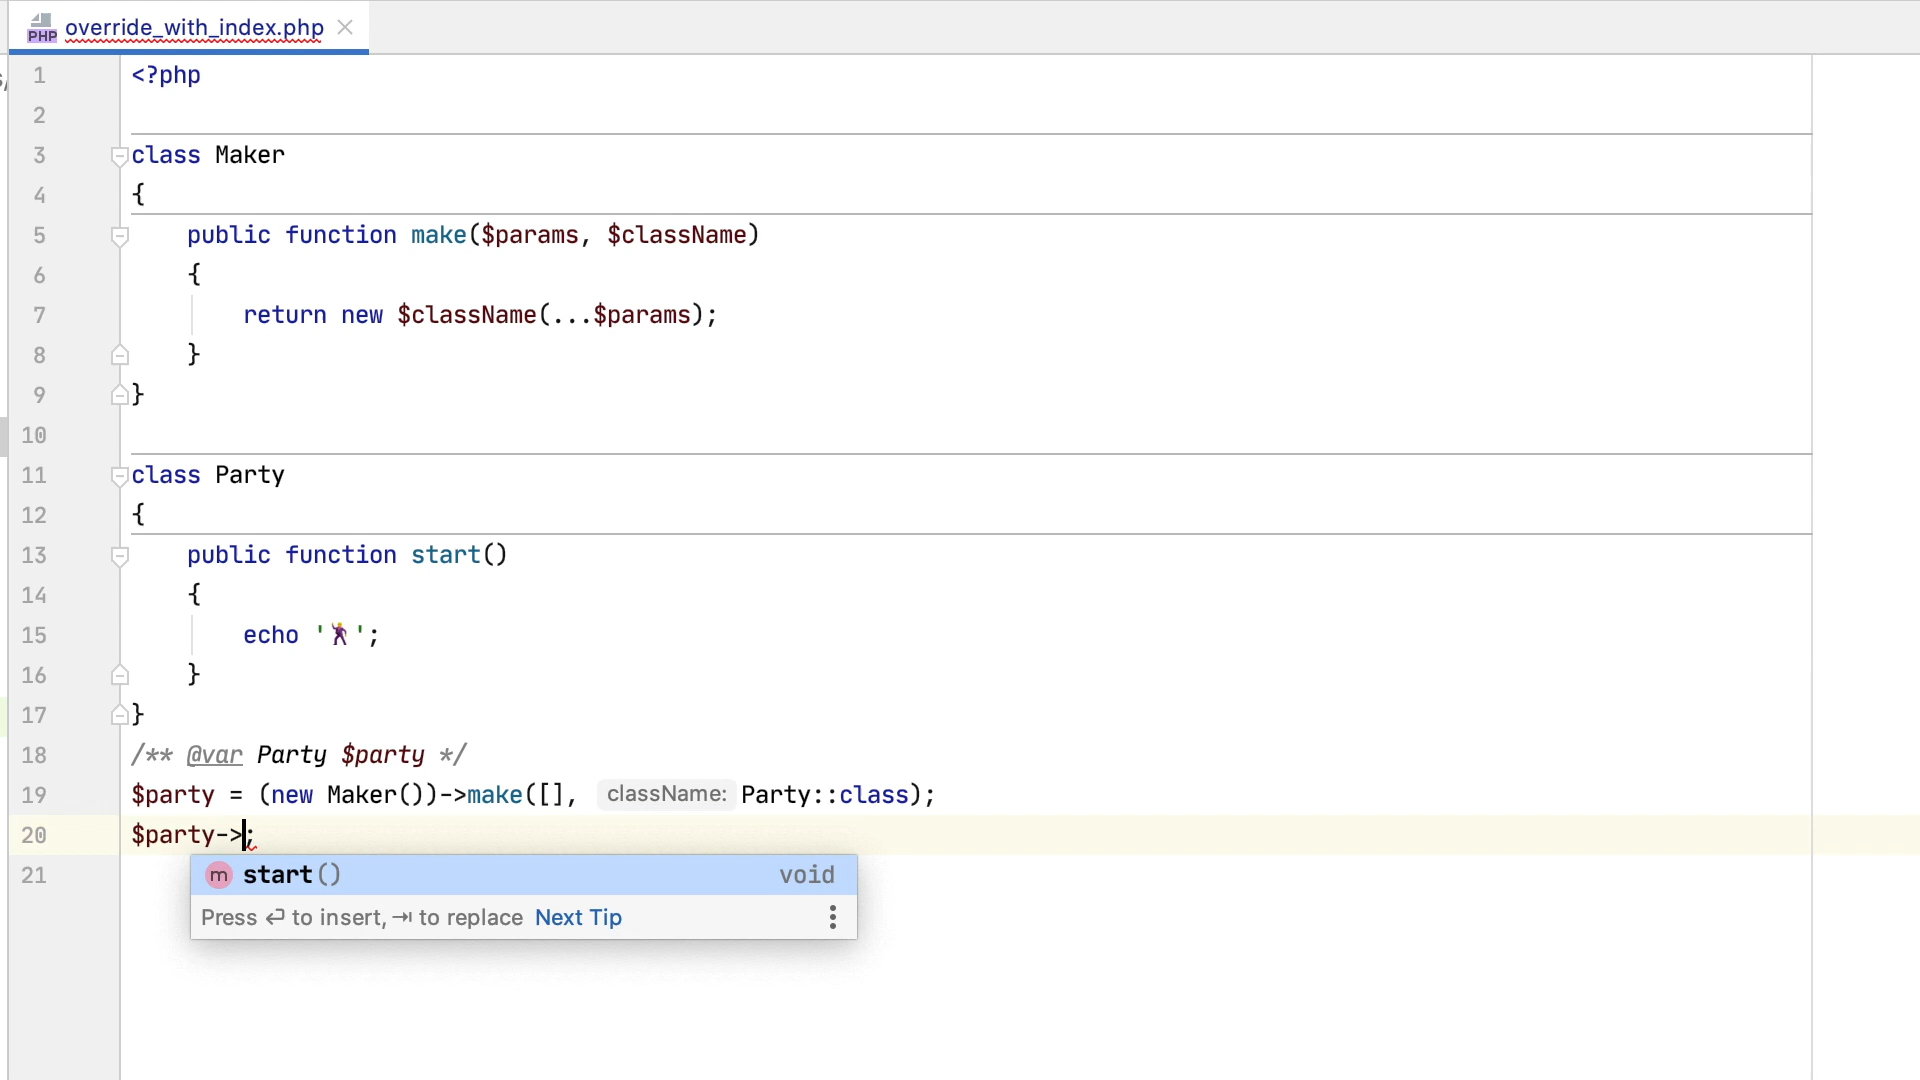 override_with_index.php
1 <?php
2
3 class Maker
4 {
5 public function make($params, $className)
6 {
7 return new $className(...$params);
8 }
9 }
10
11 class Party
12 {
13 public function start()
14 {
15 echo '🕺';
16 }
17 }
18 /** @var Party $party */
19 $party = (new Maker())->make([], className: Party::class);
20 $party->;
m start() void
21
Press ↩ to insert, ⇥ to replace Next Tip